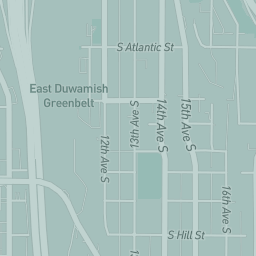 S Atlantic St
East Duwamish
Greenbelt
12th Ave S
13th Ave S
14th Ave S
15th Ave S
16th Ave S
S Hill St